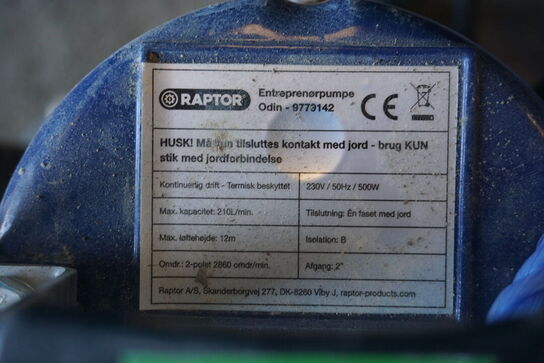 RAPTOR
Entreprenørpumpe
Odin - 9773142
CE
HUSK! Må kun tilsluttes kontakt med jord - brug KUN
stik med jordforbindelse
Kontinuerlig drift - Termisk beskyttet
230V / 50Hz / 500W
Max. kapacitet: 210L/min.
Tilslutning: Én faset med jord
Max. løftehøjde: 12m
Isolation: B
Omdr.: 2-polet 2860 omdr/min.
Afgang: 2"
Raptor A/S, Skanderborgvej 277, DK-8260 Viby J, raptor-products.com